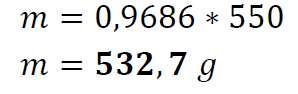 m = 0,9686 * 550
m = 532,7 g